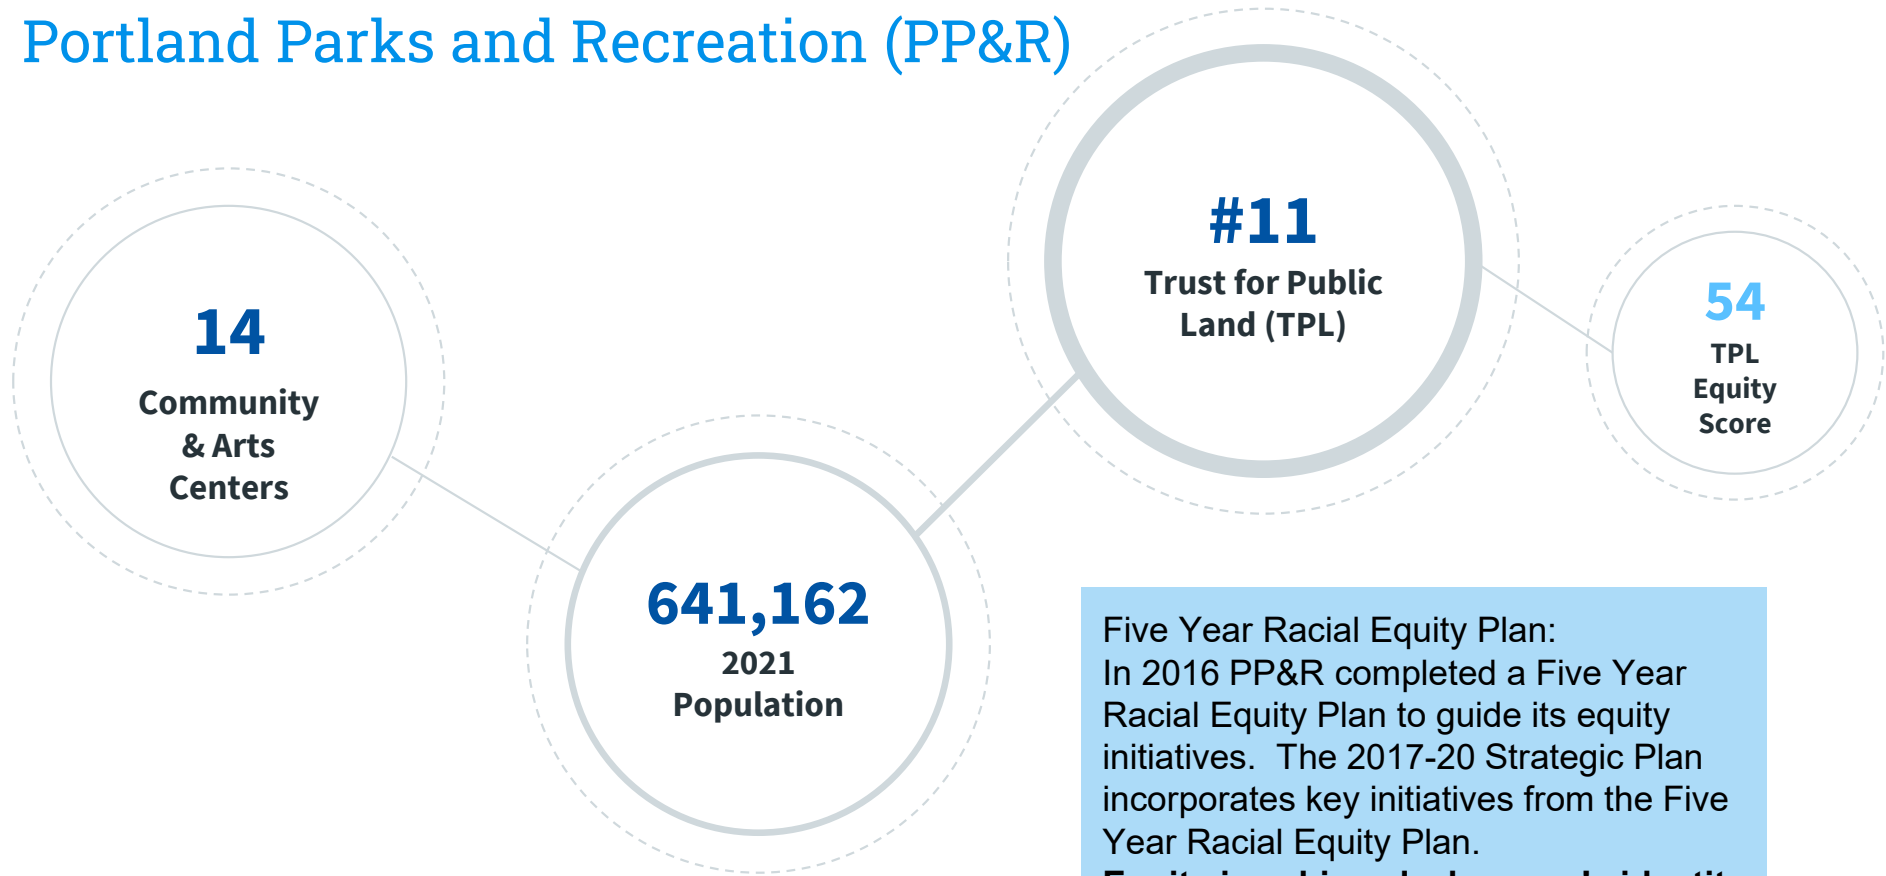 Portland Parks and Recreation (PP&R)
14
Community
& Arts
Centers
641,162
2021
Population
#11
Trust for Public
Land (TPL)
54
TPL
Equity
Score
Five Year Racial Equity Plan:
In 2016 PP&R completed a Five Year
Racial Equity Plan to guide its equity
initiatives.  The 2017-20 Strategic Plan
incorporates key initiatives from the Five
Year Racial Equity Plan.